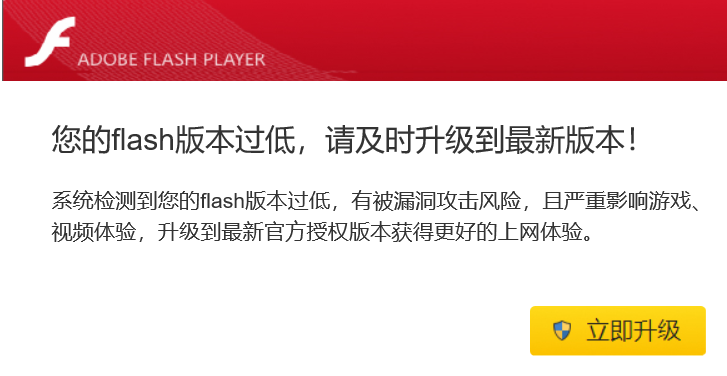 ADOBE FLASH PLAYER
您的flash版本过低，请及时升级到最新版本！
系统检测到您的flash版本过低，有被漏洞攻击风险，且严重影响游戏、
视频体验，升级到最新官方授权版本获得更好的上网体验。
立即升级